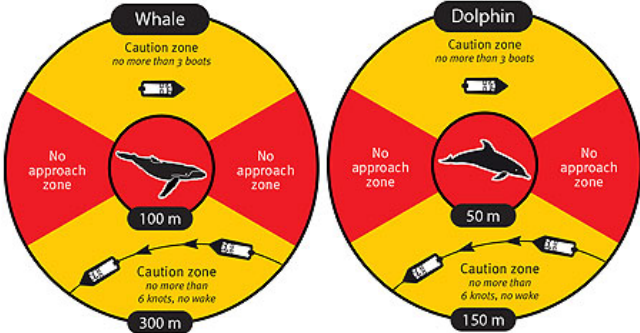 Whale
Caution zone
no more than 3 boats
No
approach
zone
No
approach
zone
100 m
Caution zone
no more than
6 knots, no wake
300 m
Dolphin
Caution zone
no more than 3 boats
No
approach
zone
No
approach
zone
50 m
Caution zone
no more than
6 knots, no wake
150 m